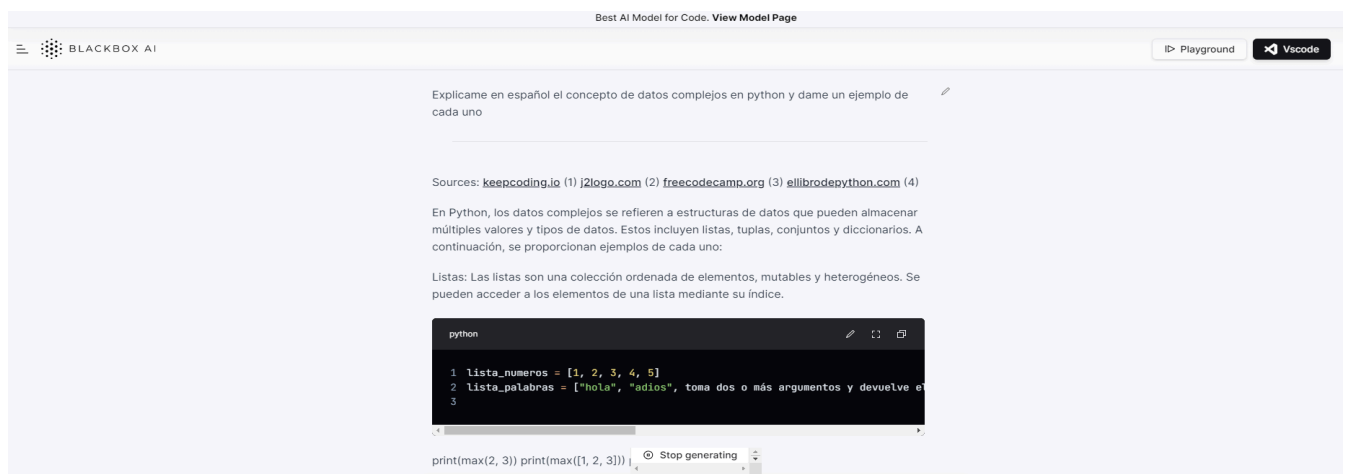 Best AI Model for Code. View Model Page
BLACKBOX AI
Playground
Vscode
Explicame en español el concepto de datos complejos en python y dame un ejemplo de
cada uno
Sources: keepcoding.io (1) j2logo.com (2) freecodecamp.org (3) ellibrodepython.com (4)
En Python, los datos complejos se refieren a estructuras de datos que pueden almacenar
múltiples valores y tipos de datos. Estos incluyen listas, tuplas, conjuntos y diccionarios. A
continuación, se proporcionan ejemplos de cada uno:
Listas: Las listas son una colección ordenada de elementos, mutables y heterogéneos. Se
pueden acceder a los elementos de una lista mediante su índice.
python
1 lista_numeros = [1, 2, 3, 4, 5]
2 lista_palabras = ["hola", "adios", toma dos o más argumentos y devuelve el
3
print(max(2, 3)) print(max([1, 2, 3]))
Stop generating